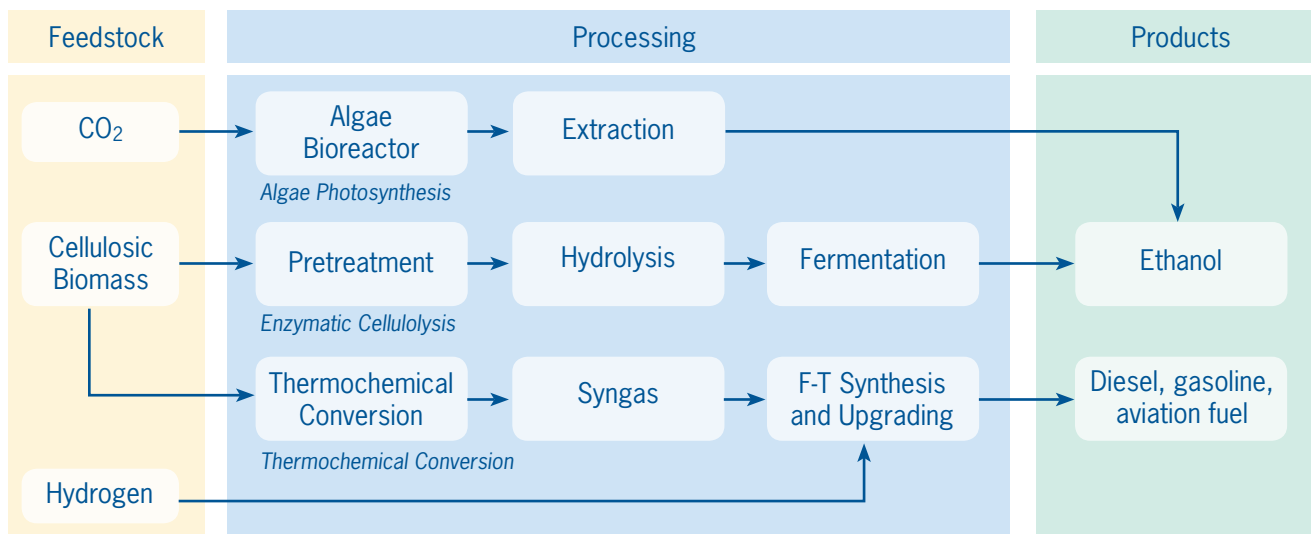 Feedstock
Processing
Products
CO₂
Algae
Bioreactor
Extraction
Algae Photosynthesis
Cellulosic
Biomass
Pretreatment
Hydrolysis
Fermentation
Ethanol
Enzymatic Cellulolysis
Thermochemical
Conversion
Syngas
F-T Synthesis
and Upgrading
Diesel, gasoline,
aviation fuel
Thermochemical Conversion
Hydrogen